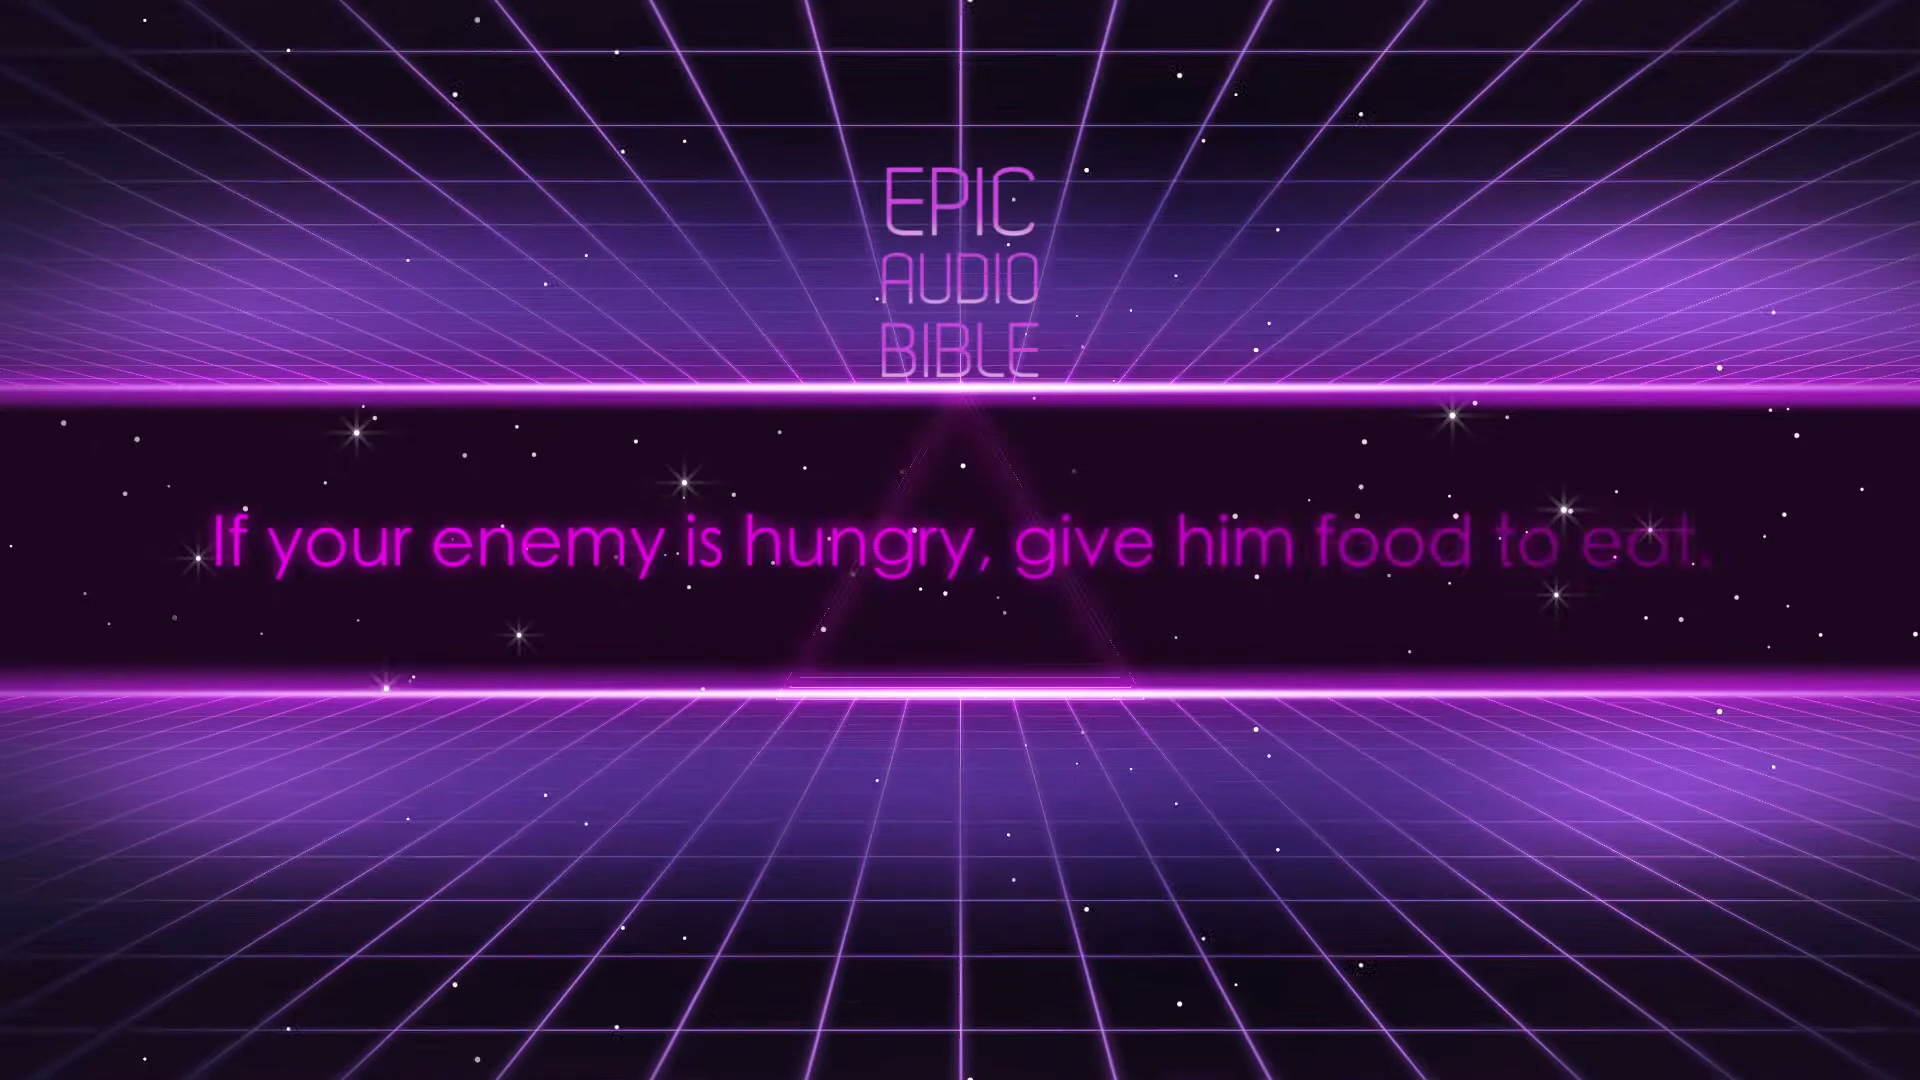 EPIC
AUDIO
BIBLE
If your enemy is hungry, give him food to eat.